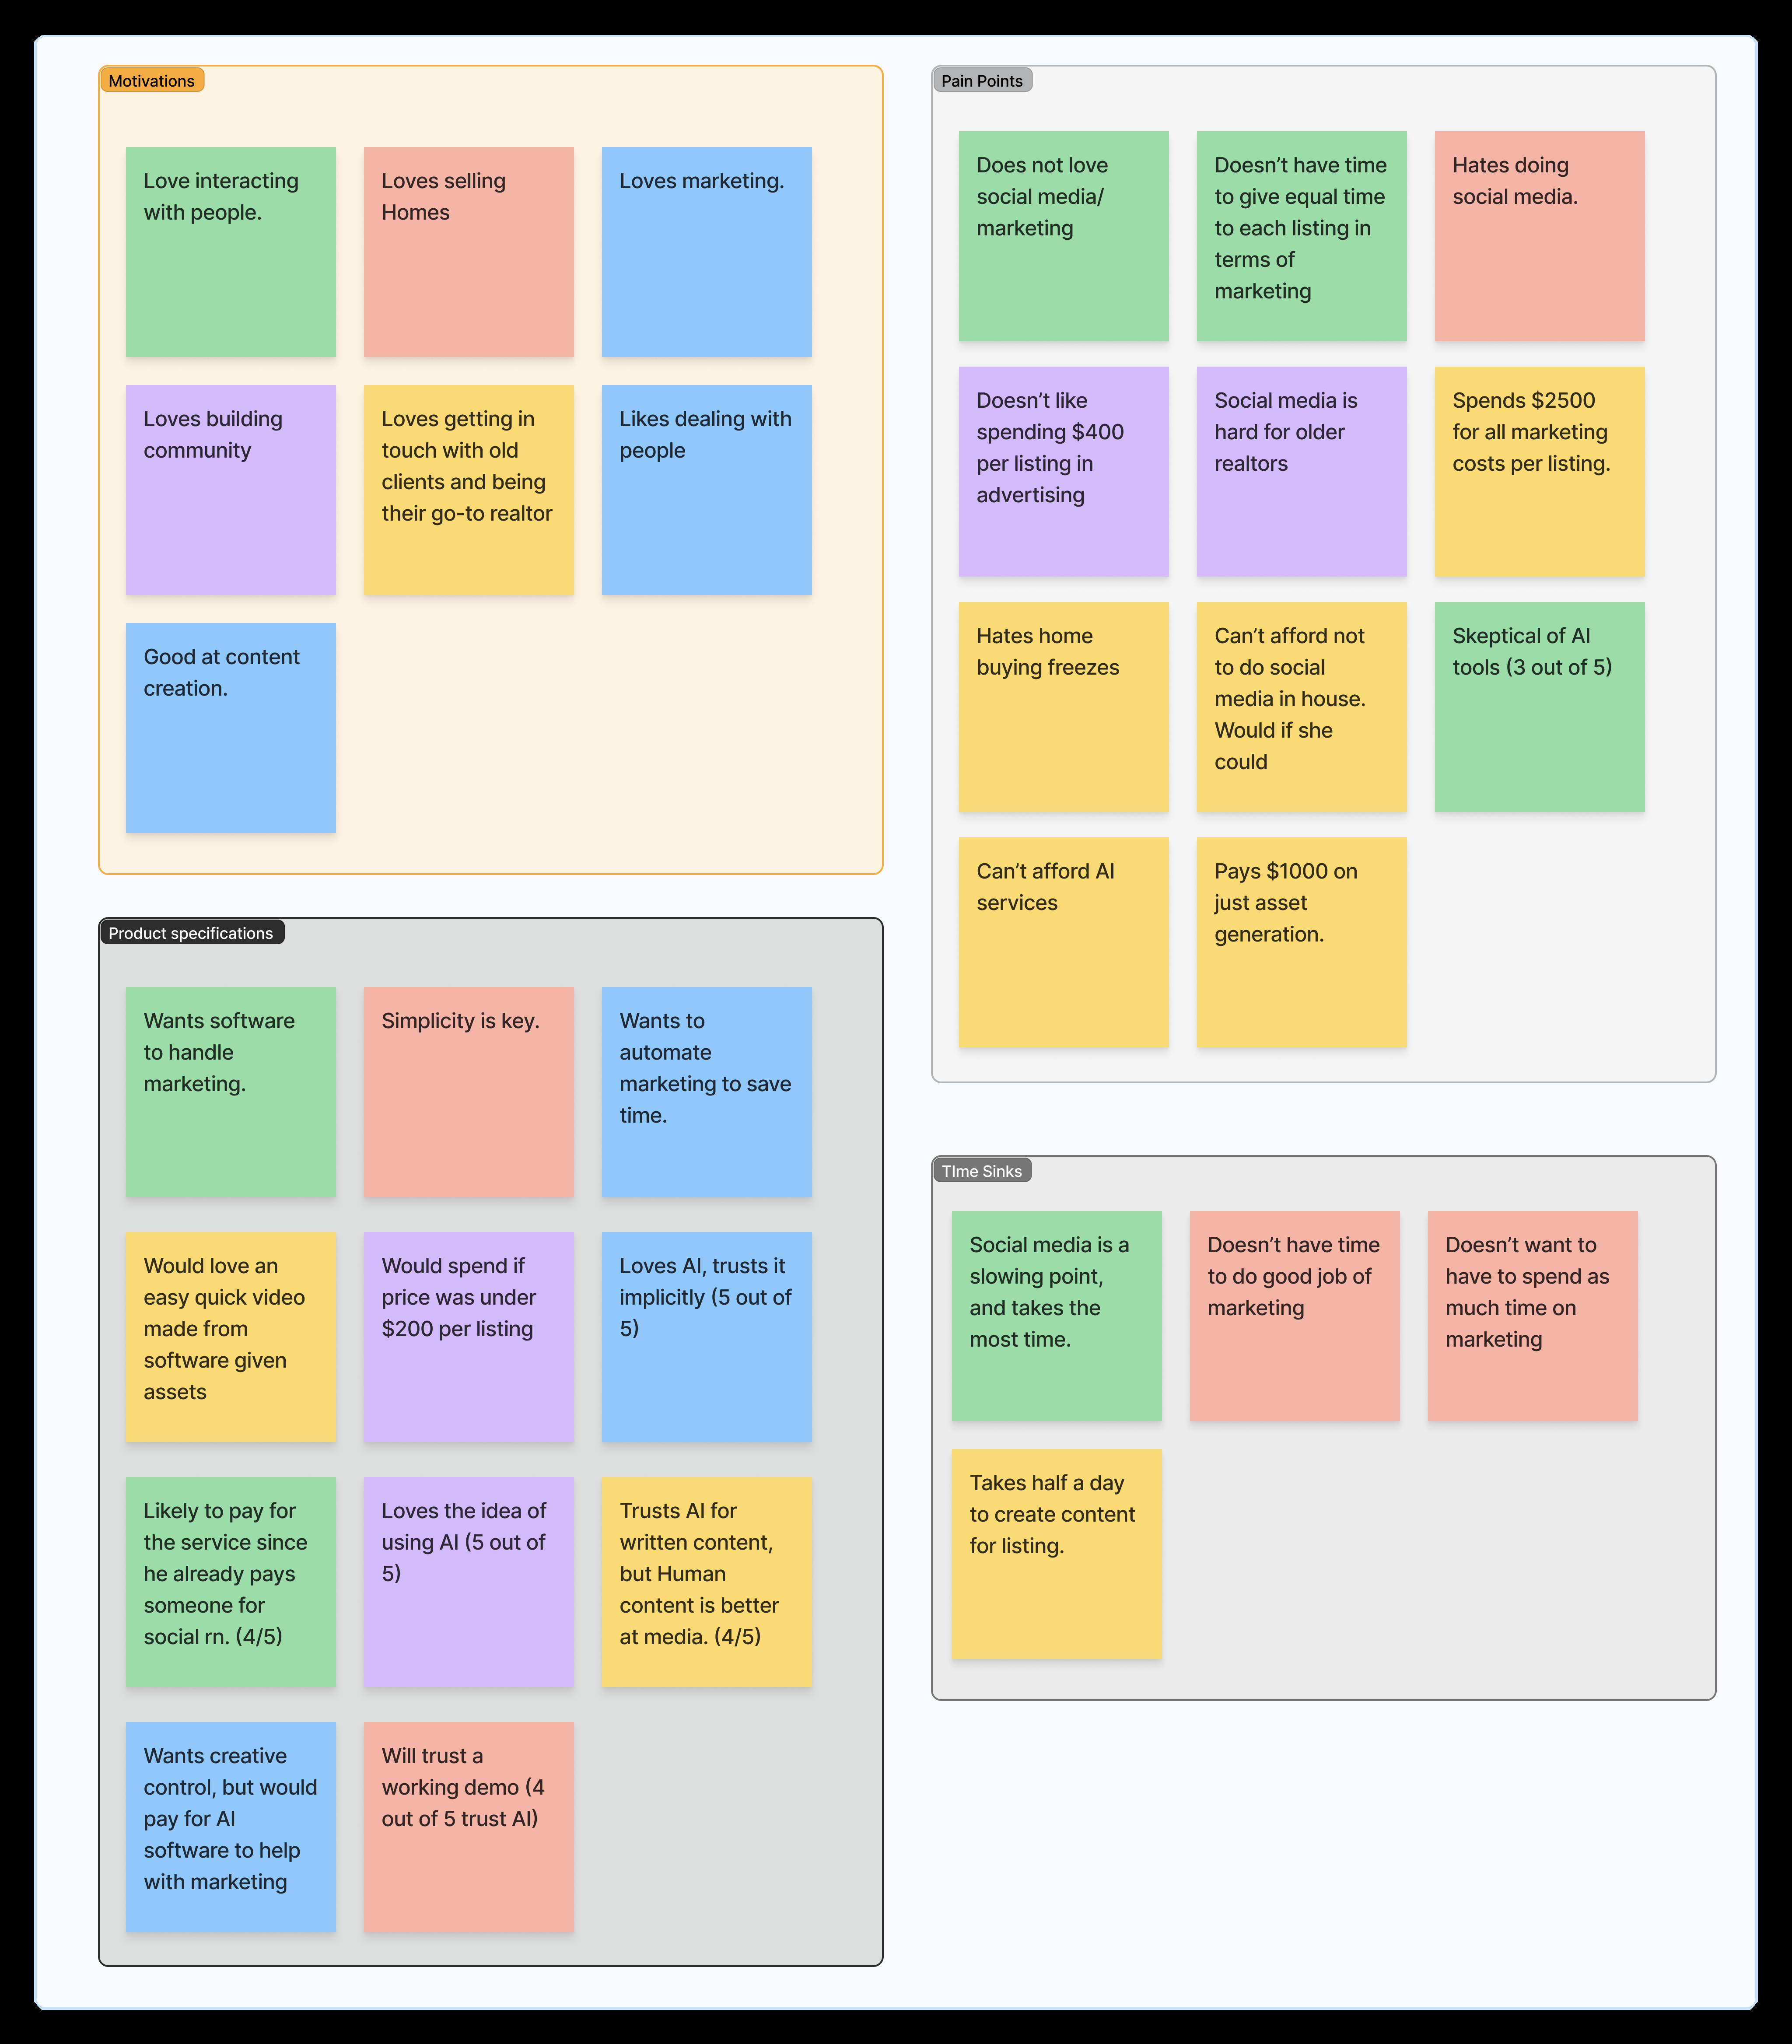 Motivations
Love interacting
with people.
Loves selling
Homes
Loves marketing.
Loves building
community
Loves getting in
touch with old
clients and being
their go-to realtor
Likes dealing with
people
Good at content
creation.
Pain Points
Does not love
social media/
marketing
Doesn’t have time
to give equal time
to each listing in
terms of
marketing
Hates doing
social media.
Doesn’t like
spending $400
per listing in
advertising
Social media is
hard for older
realtors
Spends $2500
for all marketing
costs per listing.
Hates home
buying freezes
Can’t afford not
to do social
media in house.
Would if she
could
Skeptical of AI
tools (3 out of 5)
Can’t afford AI
services
Pays $1000 on
just asset
generation.
Product specifications
Wants software
to handle
marketing.
Simplicity is key.
Wants to
automate
marketing to save
time.
Would love an
easy quick video
made from
software given
assets
Would spend if
price was under
$200 per listing
Loves AI, trusts it
implicitly (5 out of
5)
Likely to pay for
the service since
he already pays
someone for
social rn. (4/5)
Loves the idea of
using AI (5 out of
5)
Trusts AI for
written content,
but Human
content is better
at media. (4/5)
Wants creative
control, but would
pay for AI
software to help
with marketing
Will trust a
working demo (4
out of 5 trust AI)
TIme Sinks
Social media is a
slowing point,
and takes the
most time.
Doesn’t have time
to do good job of
marketing
Doesn’t want to
have to spend as
much time on
marketing
Takes half a day
to create content
for listing.